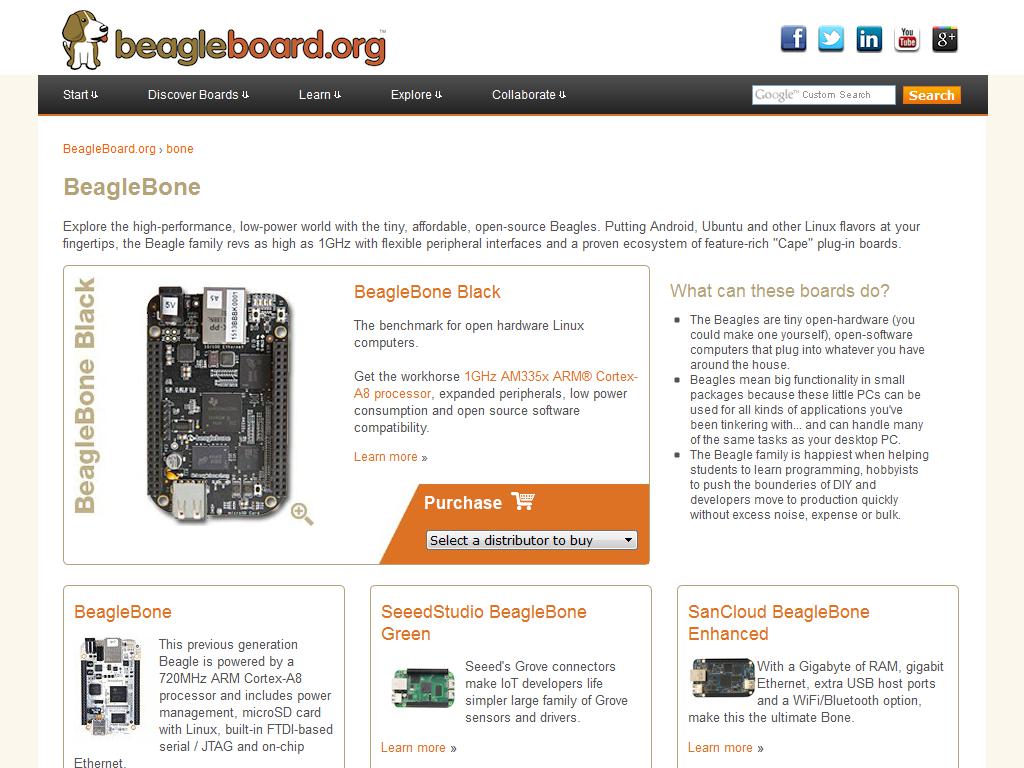 beagleboard.org™
Start
Discover Boards
Learn
Explore
Collaborate
Google™ Custom Search
Search
BeagleBoard.org › bone
BeagleBone
Explore the high-performance, low-power world with the tiny, affordable, open-source Beagles. Putting Android, Ubuntu and other Linux flavors at your
fingertips, the Beagle family revs as high as 1GHz with flexible peripheral interfaces and a proven ecosystem of feature-rich "Cape" plug-in boards.
BeagleBone Black
5V
1513BBBK0001
10/100 Ethernet
beaglebone
microSD Card
BeagleBone Black
The benchmark for open hardware Linux
computers.
Get the workhorse 1GHz AM335x ARM® Cortex-
A8 processor, expanded peripherals, low power
consumption and open source software
compatibility.
Learn more »
Purchase
Select a distributor to buy
What can these boards do?
The Beagles are tiny open-hardware (you
could make one yourself), open-software
computers that plug into whatever you have
around the house.
Beagles mean big functionality in small
packages because these little PCs can be
used for all kinds of applications you've
been tinkering with... and can handle many
of the same tasks as your desktop PC.
The Beagle family is happiest when helping
students to learn programming, hobbyists
to push the bounderies of DIY and
developers move to production quickly
without excess noise, expense or bulk.
BeagleBone
This previous generation
Beagle is powered by a
720MHz ARM Cortex-A8
processor and includes power
management, microSD card
with Linux, built-in FTDI-based
serial / JTAG and on-chip
Ethernet.
SeeedStudio BeagleBone
Green
Seeed's Grove connectors
make IoT developers life
simpler large family of Grove
sensors and drivers.
Learn more »
SanCloud BeagleBone
Enhanced
With a Gigabyte of RAM, gigabit
Ethernet, extra USB host ports
and a WiFi/Bluetooth option,
make this the ultimate Bone.
Learn more »